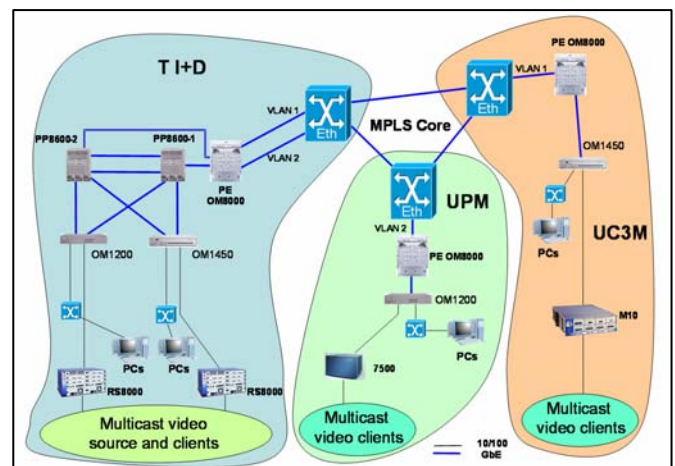 T I+D
PE OM8000
VLAN 1
VLAN 1
Eth
Eth
MPLS Core
PP8600-2
PP8600-1
VLAN 2
OM1450
PE
OM8000
Eth
UPM
VLAN 2
UC3M
PCs
OM1200
OM1450
PE OM8000
OM1200
M10
PCs
PCs
PCs
7500
RS8000
RS8000
Multicast video
source and clients
Multicast
video clients
Multicast
video clients
10/100
GbE